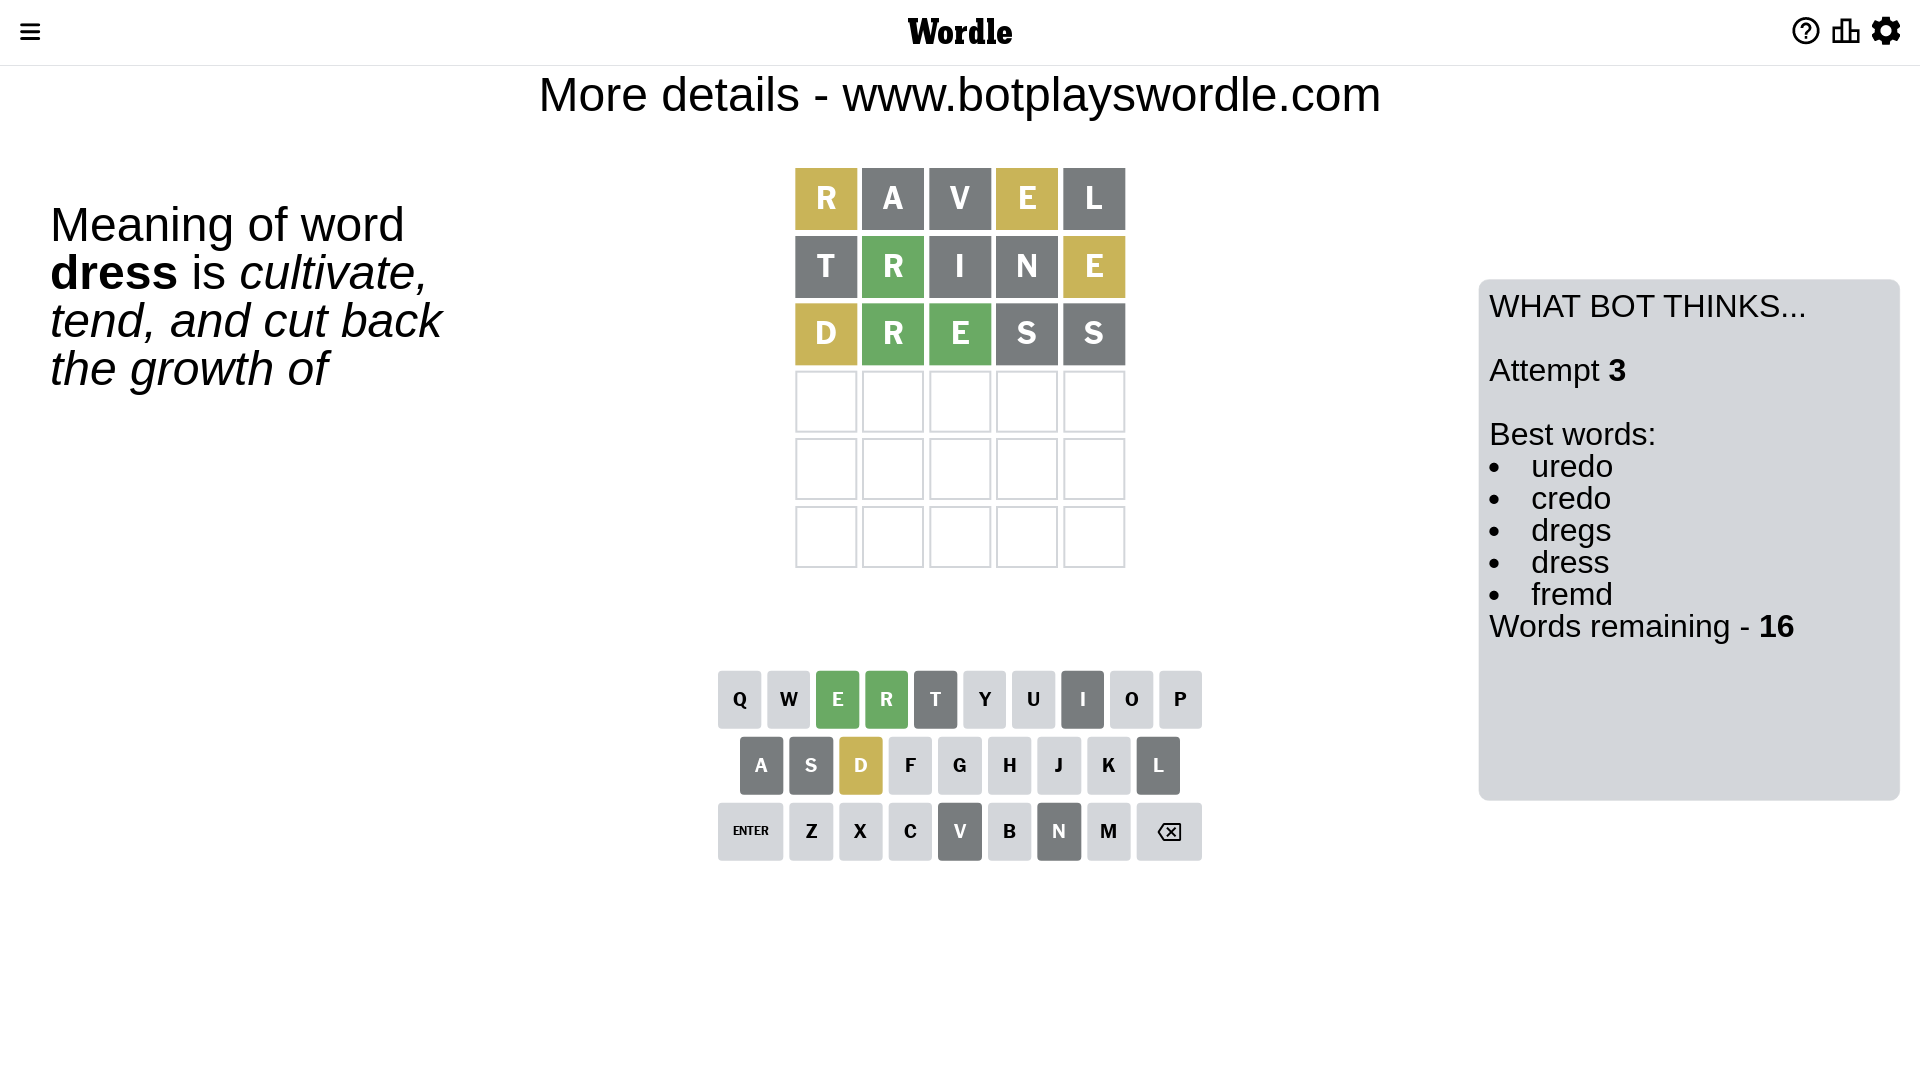 Wordle
More details - www.botplayswordle.com
Meaning of word
dress is cultivate,
tend, and cut back
the growth of
R A V E L
T R I N E
D R E S S
WHAT BOT THINKS...
Attempt 3
Best words:
• uredo
• credo
• dregs
• dress
• fremd
Words remaining - 16
Q W E R T Y U I O P
A S D F G H J K L
ENTER Z X C V B N M